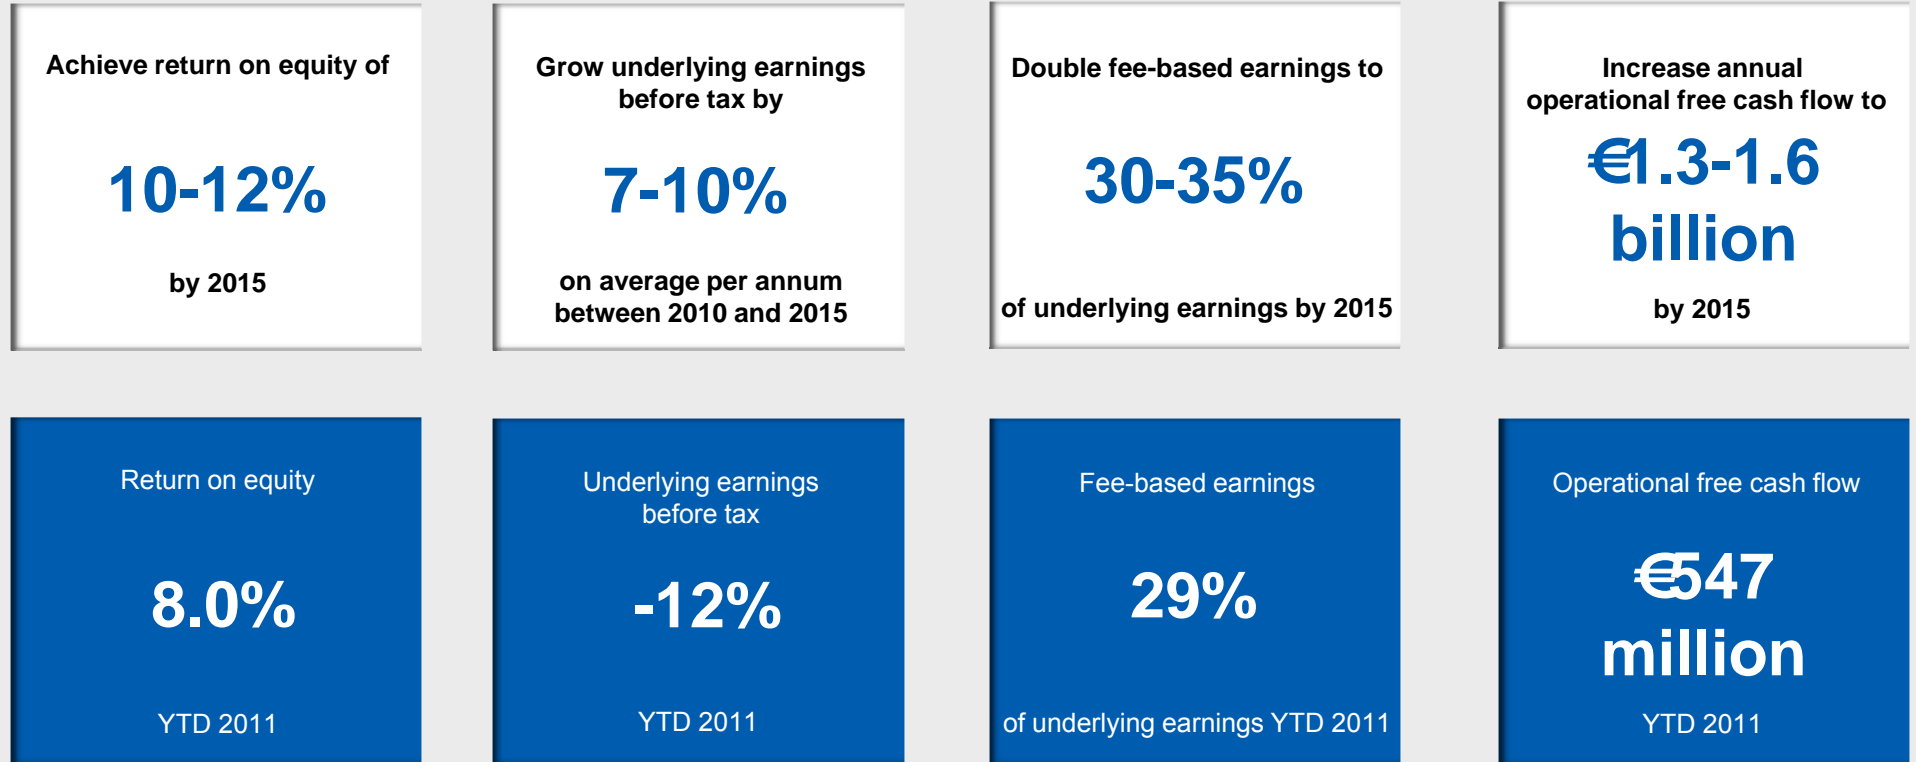 Achieve return on equity of
10-12%
by 2015
Grow underlying earnings
before tax by
7-10%
on average per annum
between 2010 and 2015
Double fee-based earnings to
30-35%
of underlying earnings by 2015
Increase annual
operational free cash flow to
€1.3-1.6
billion
by 2015
Return on equity
8.0%
YTD 2011
Underlying earnings
before tax
-12%
YTD 2011
Fee-based earnings
29%
of underlying earnings YTD 2011
Operational free cash flow
€547
million
YTD 2011